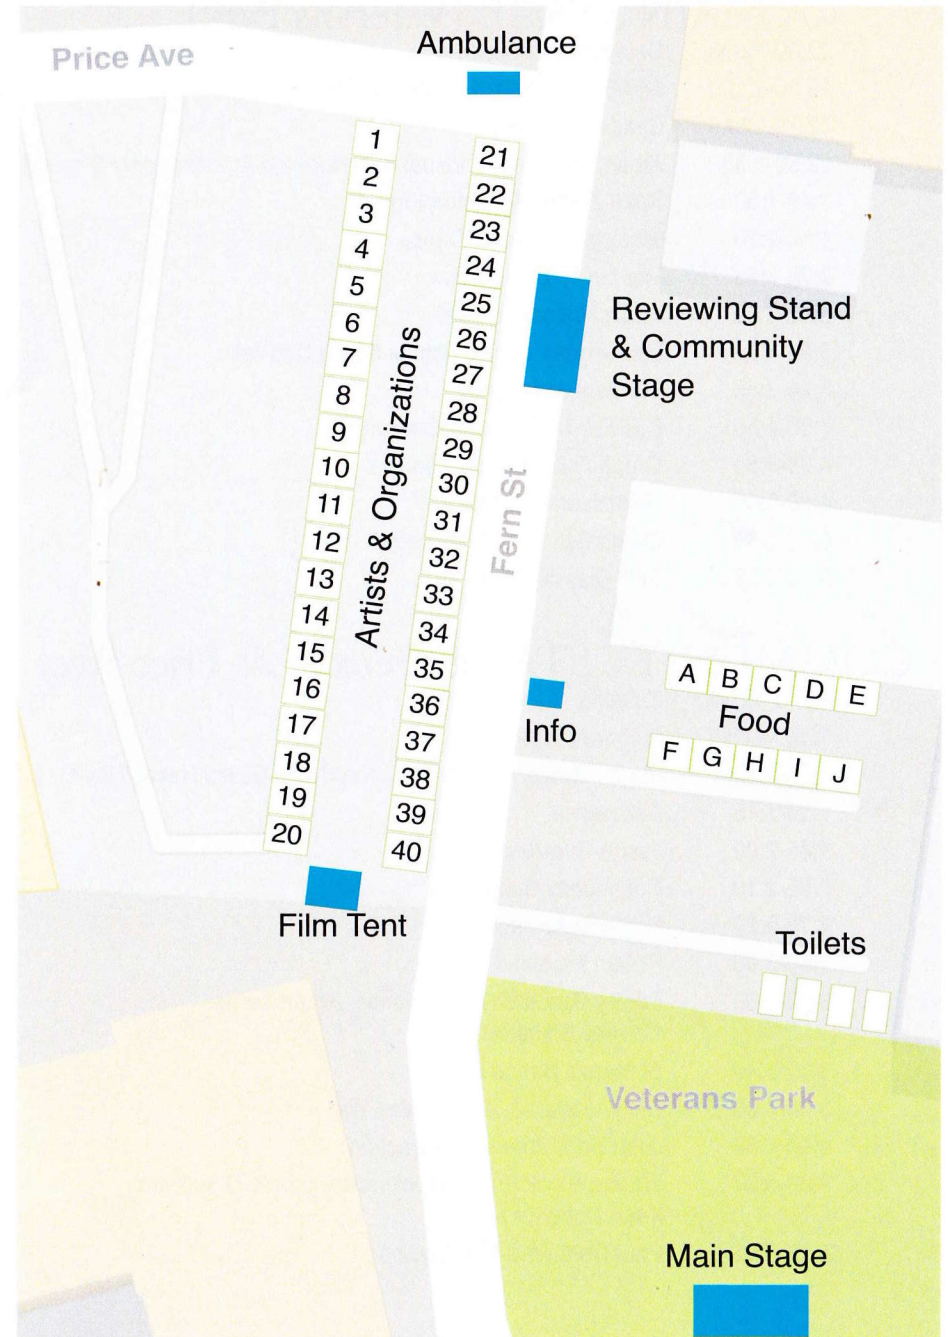 Price Ave
Ambulance
1
2
3
4
5
6
7
8
9
10
11
12
13
14
15
16
17
18
19
20
Artists & Organizations
21
22
23
24
25
26
27
28
29
30
31
32
33
34
35
36
37
38
39
40
Reviewing Stand
& Community
Stage
Fern St
Info
A B C D E
Food
F G H I J
Film Tent
Toilets
Veterans Park
Main Stage